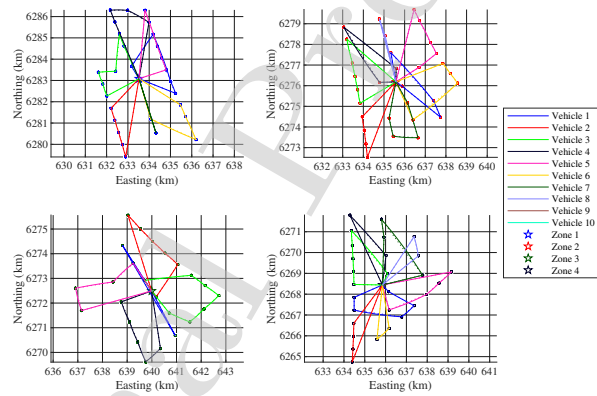 6286
6285
6284
6283
6282
6281
6280
Northing (km)
630 631 632 633 634 635 636 637 638
Easting (km)
6279
6278
6277
6276
6275
6274
6273
Northing (km)
632 633 634 635 636 637 638 639 640
Easting (km)
Vehicle 1
Vehicle 2
Vehicle 3
Vehicle 4
Vehicle 5
Vehicle 6
Vehicle 7
Vehicle 8
Vehicle 9
Vehicle 10
Zone 1
Zone 2
Zone 3
Zone 4
6275
6274
6273
6272
6271
6270
Northing (km)
636 637 638 639 640 641 642 643
Easting (km)
6271
6270
6269
6268
6267
6266
6265
Northing (km)
633 634 635 636 637 638 639 640 641
Easting (km)